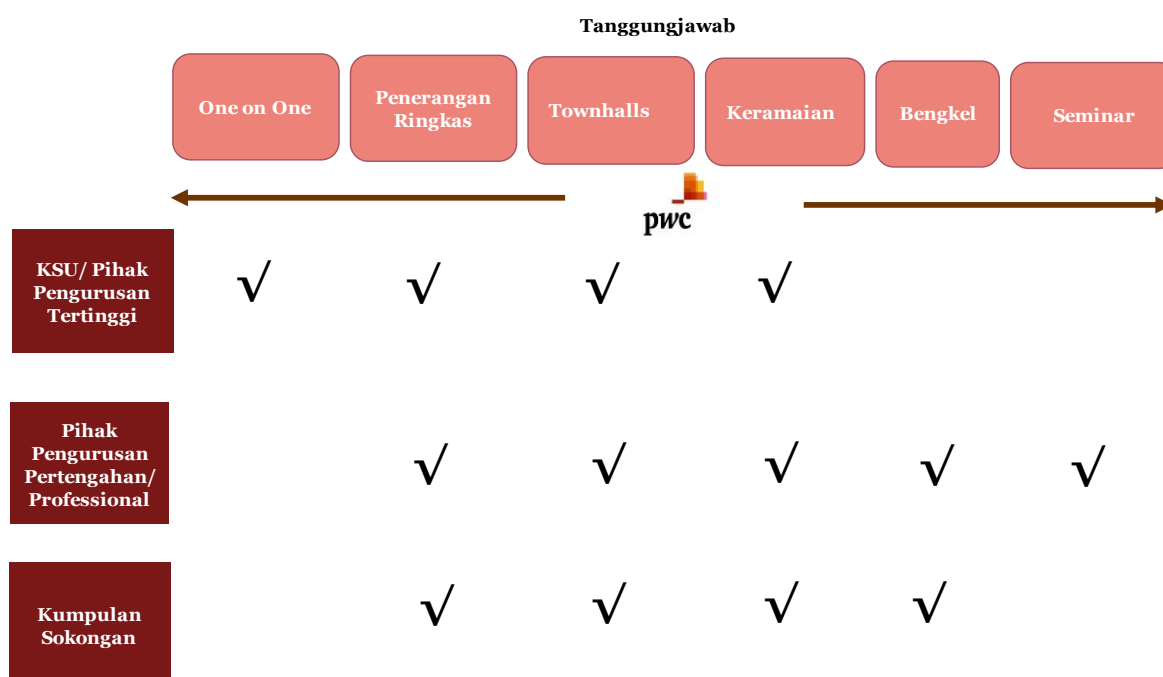 Tanggungjawab
One on One
Penerangan
Ringkas
Townhalls
Keramaian
Bengkel
Seminar
pwc
KSU/ Pihak
Pengurusan
Tertinggi
√ √ √ √
Pihak
Pengurusan
Pertengahan/
Professional
√ √ √ √ √
Kumpulan
Sokongan
√ √ √ √